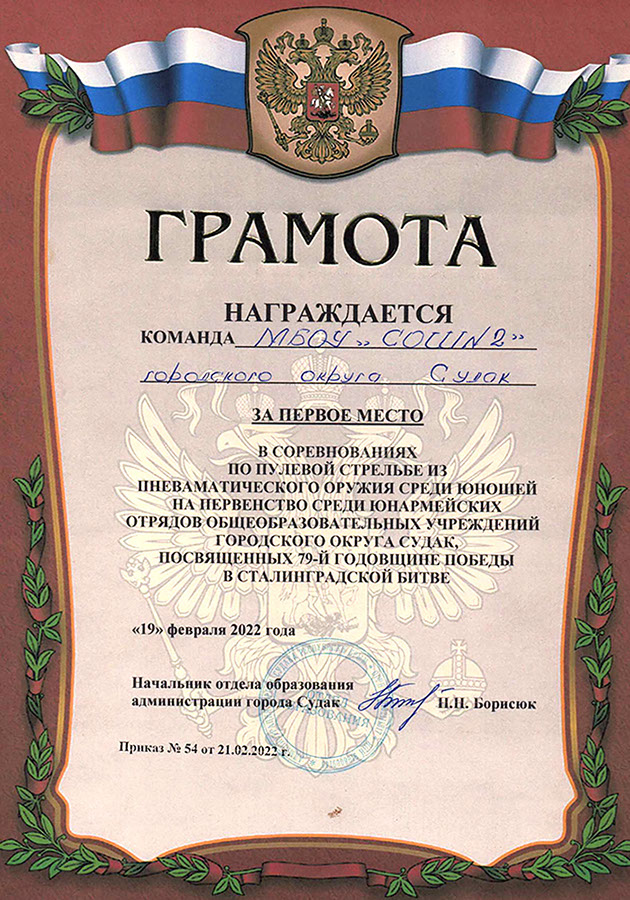 ГРАМОТА
НАГРАЖДАЕТСЯ
КОМАНДА МБОУ „СОШ№2”
городского округа Судак
ЗА ПЕРВОЕ МЕСТО
В СОРЕВНОВАНИЯХ
ПО ПУЛЕВОЙ СТРЕЛЬБЕ ИЗ
ПНЕВМАТИЧЕСКОГО ОРУЖИЯ СРЕДИ ЮНОШЕЙ
НА ПЕРВЕНСТВО СРЕДИ ЮНАРМЕЙСКИХ
ОТРЯДОВ ОБЩЕОБРАЗОВАТЕЛЬНЫХ УЧРЕЖДЕНИЙ
ГОРОДСКОГО ОКРУГА СУДАК,
ПОСВЯЩЕННЫХ 79-Й ГОДОВЩИНЕ ПОБЕДЫ
В СТАЛИНГРАДСКОЙ БИТВЕ
«19» февраля 2022 года
Начальник отдела образования
администрации города Судак Н.Н. Борисюк
Приказ № 54 от 21.02.2022 г.